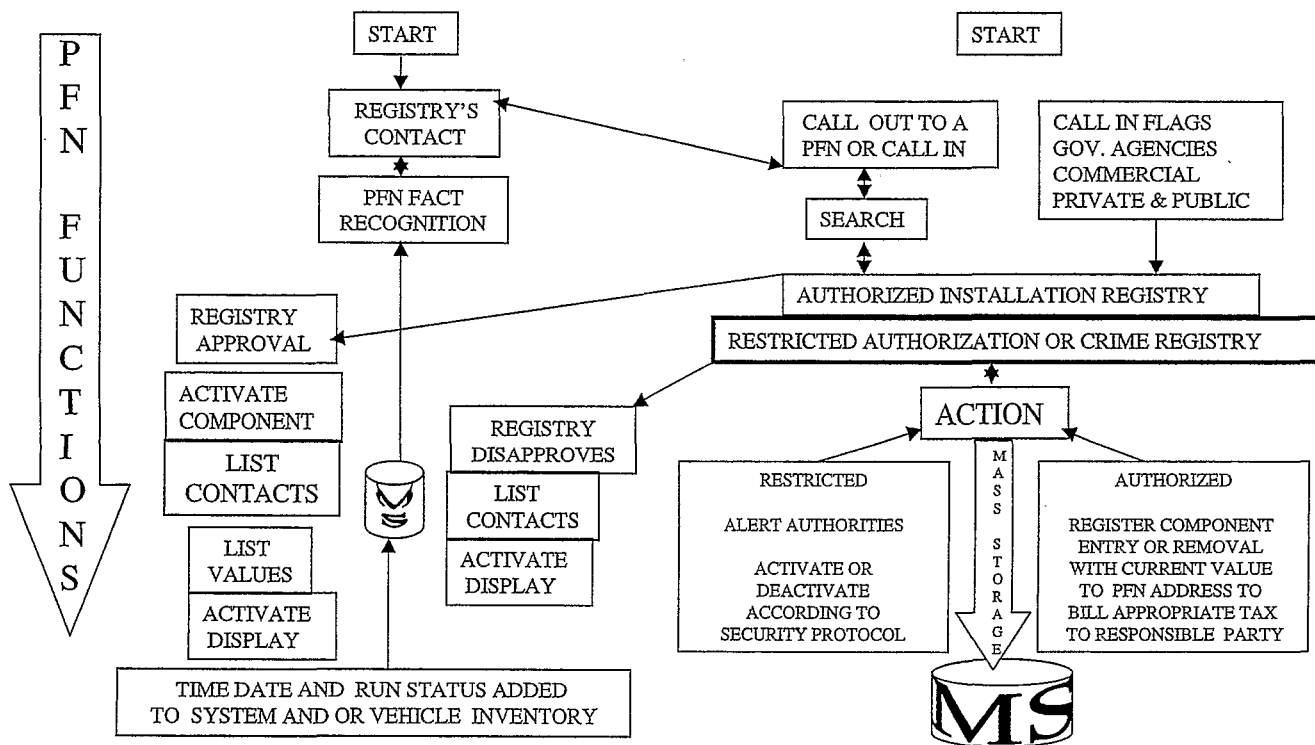 PFN FUNCTIONS
START
REGISTRY'S
CONTACT
PFN FACT
RECOGNITION
REGISTRY
APPROVAL
ACTIVATE
COMPONENT
LIST
CONTACTS
LIST
VALUES
ACTIVATE
DISPLAY
REGISTRY
DISAPPROVES
LIST
CONTACTS
ACTIVATE
DISPLAY
TIME DATE AND RUN STATUS ADDED
TO SYSTEM AND OR VEHICLE INVENTORY
START
CALL OUT TO A
PFN OR CALL IN
SEARCH
CALL IN FLAGS
GOV. AGENCIES
COMMERCIAL
PRIVATE & PUBLIC
AUTHORIZED INSTALLATION REGISTRY
RESTRICTED AUTHORIZATION OR CRIME REGISTRY
ACTION
RESTRICTED
ALERT AUTHORITIES
ACTIVATE OR
DEACTIVATE
ACCORDING TO
SECURITY PROTOCOL
MASS STORAGE
AUTHORIZED
REGISTER COMPONENT
ENTRY OR REMOVAL
WITH CURRENT VALUE
TO PFN ADDRESS TO
BILL APPROPRIATE TAX
TO RESPONSIBLE PARTY
MS